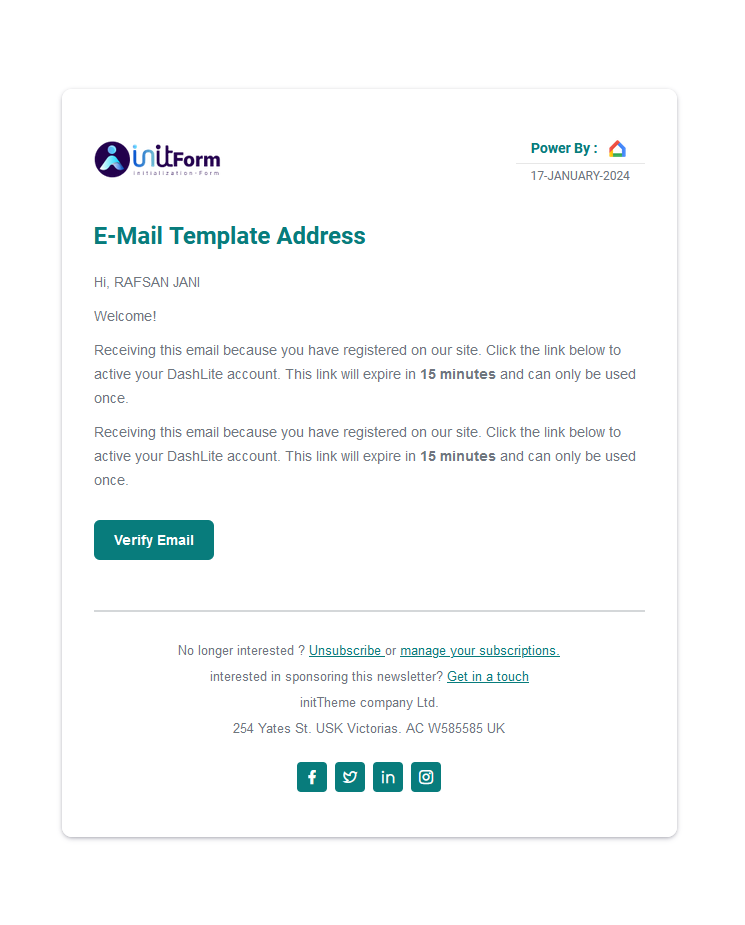 initForm
initialization-Form
Power By :
17-JANUARY-2024
E-Mail Template Address
Hi, RAFSAN JANI
Welcome!
Receiving this email because you have registered on our site. Click the link below to
active your DashLite account. This link will expire in 15 minutes and can only be used
once.
Receiving this email because you have registered on our site. Click the link below to
active your DashLite account. This link will expire in 15 minutes and can only be used
once.
Verify Email
No longer interested ? Unsubscribe or manage your subscriptions.
interested in sponsoring this newsletter? Get in a touch
initTheme company Ltd.
254 Yates St. USK Victorias. AC W585585 UK